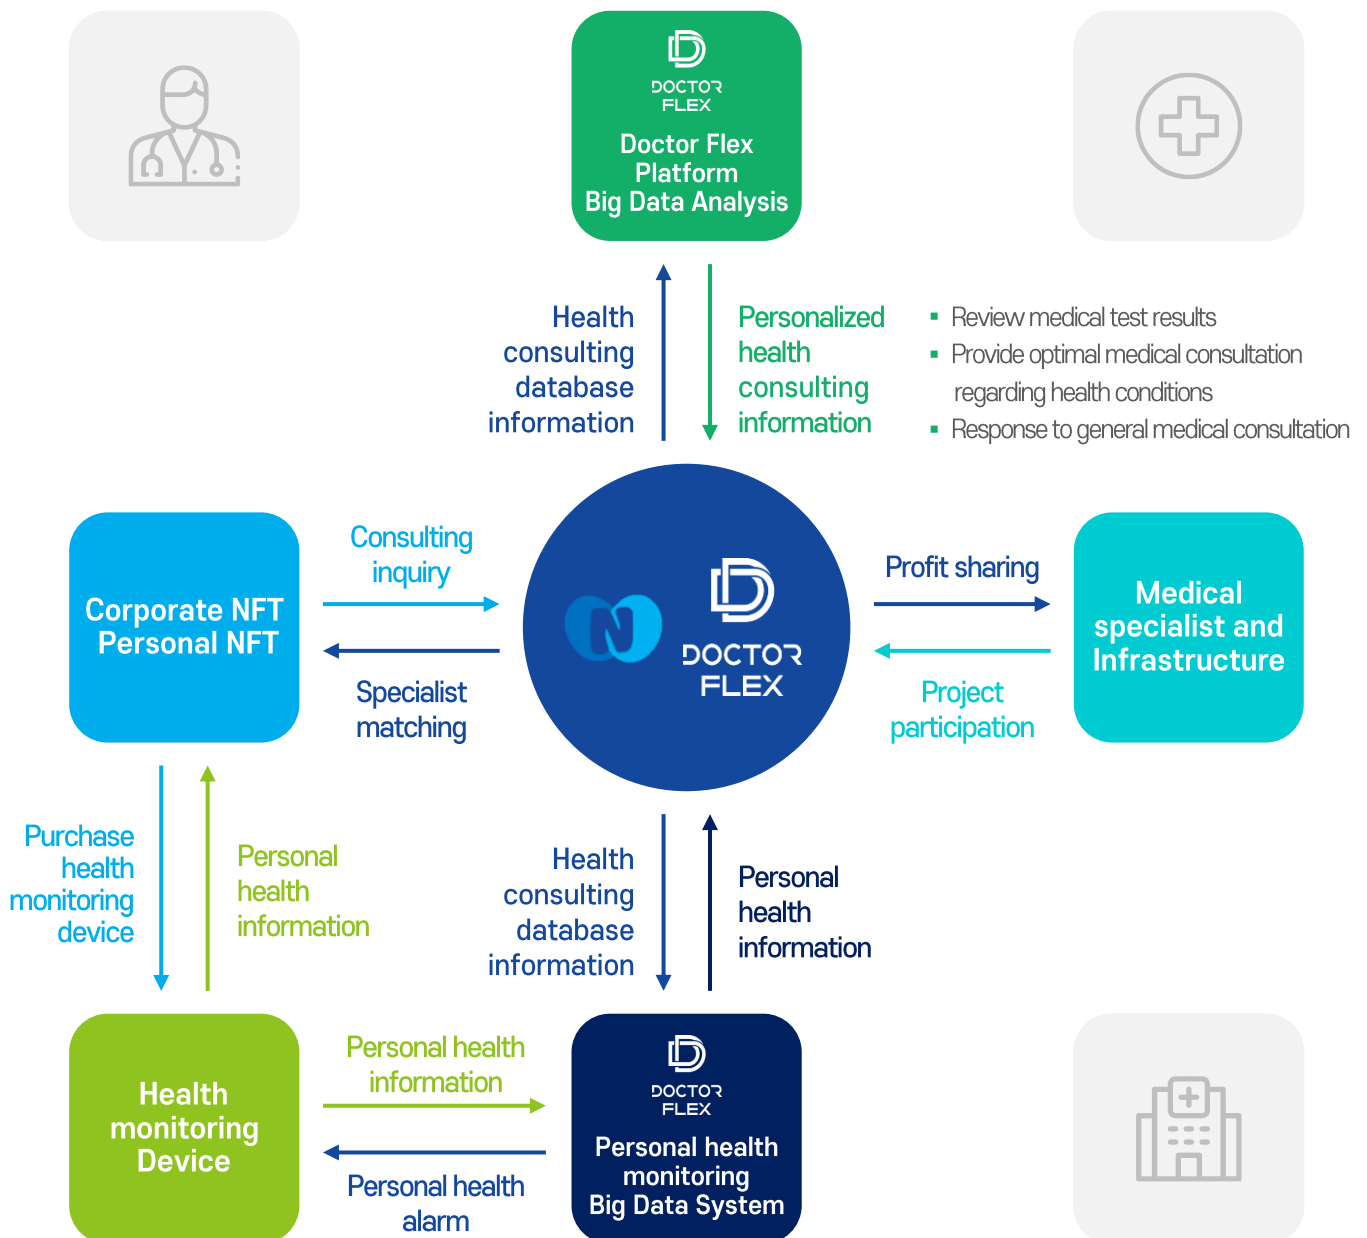 DOCTOR
FLEX
Doctor Flex
Platform
Big Data Analysis
Health
consulting
database
information
Personalized
health
consulting
information
▪ Review medical test results
▪ Provide optimal medical consultation
regarding health conditions
▪ Response to general medical consultation
Corporate NFT
Personal NFT
Consulting
inquiry
Specialist
matching
N
DOCTOR
FLEX
Profit sharing
Project
participation
Medical
specialist and
Infrastructure
Purchase
health
monitoring
device
Personal
health
information
Health
consulting
database
information
Personal
health
information
Health
monitoring
Device
Personal health
information
Personal health
alarm
DOCTOR
FLEX
Personal health
monitoring
Big Data System